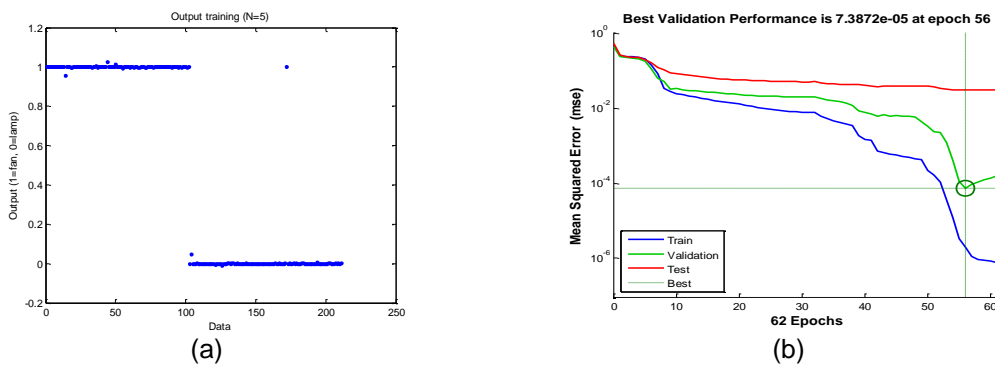 Output training (N=5)
1.2
1
0.8
0.6
0.4
0.2
0
-0.2
Output (1=fan, 0=lamp)
0
50
100
150
200
250
Data
(a)
Best Validation Performance is 7.3872e-05 at epoch 56
10^0
10^-2
10^-4
10^-6
Mean Squared Error (mse)
Train
Validation
Test
Best
0
10
20
30
40
50
60
62 Epochs
(b)